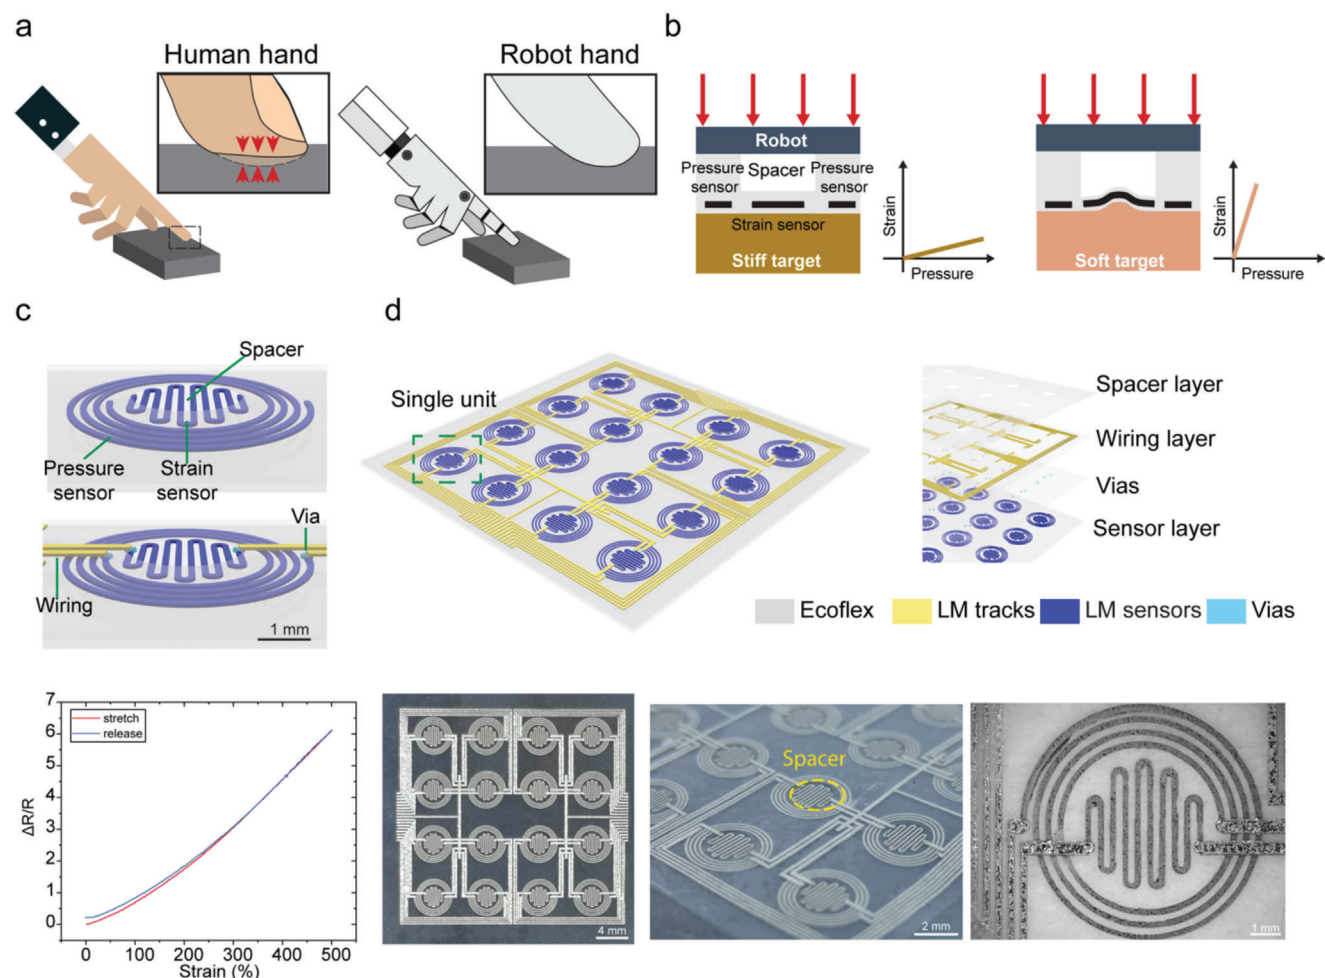 a
Human hand
Robot hand
b
Robot
Pressure sensor
Spacer
Pressure sensor
Strain sensor
Stiff target
Strain
Pressure
Soft target
Strain
Pressure
c
Spacer
Pressure sensor
Strain sensor
Via
Wiring
1 mm
d
Single unit
Spacer layer
Wiring layer
Vias
Sensor layer
Ecoflex
LM tracks
LM sensors
Vias
7
6
5
4
3
2
1
0
ΔR/R
stretch
release
0
100
200
300
400
500
Strain (%)
4 mm
Spacer
2 mm
1 mm